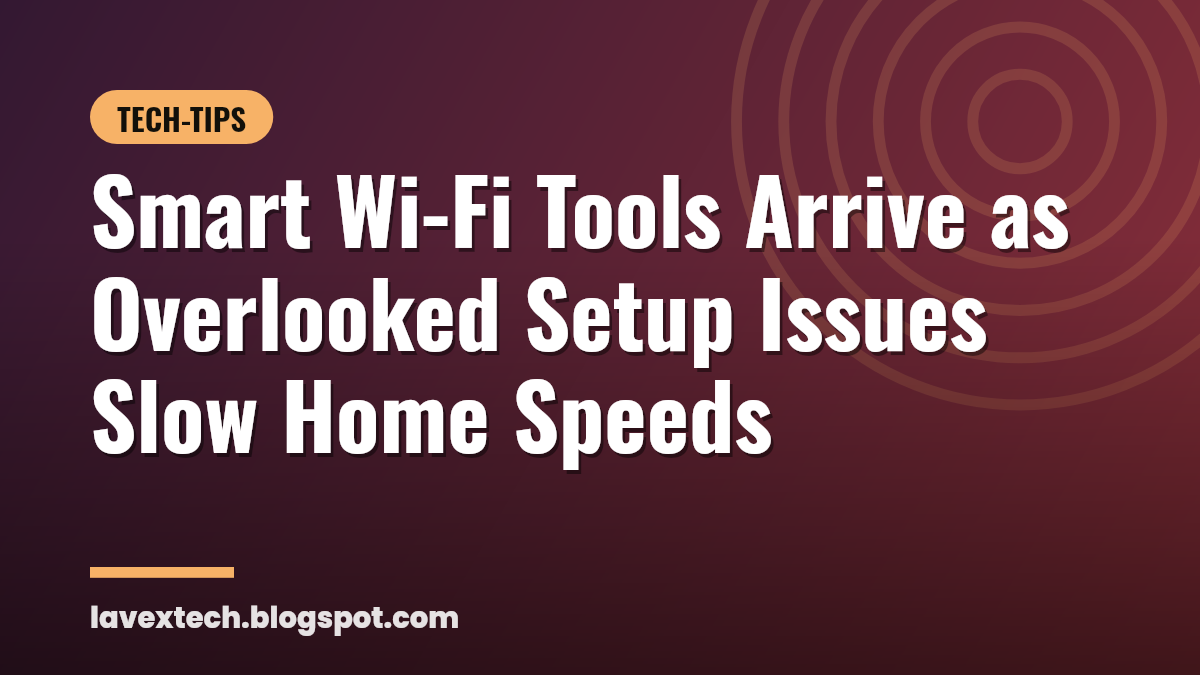 TECH-TIPS
Smart Wi-Fi Tools Arrive as
Overlooked Setup Issues
Slow Home Speeds
lavextech.blogspot.com